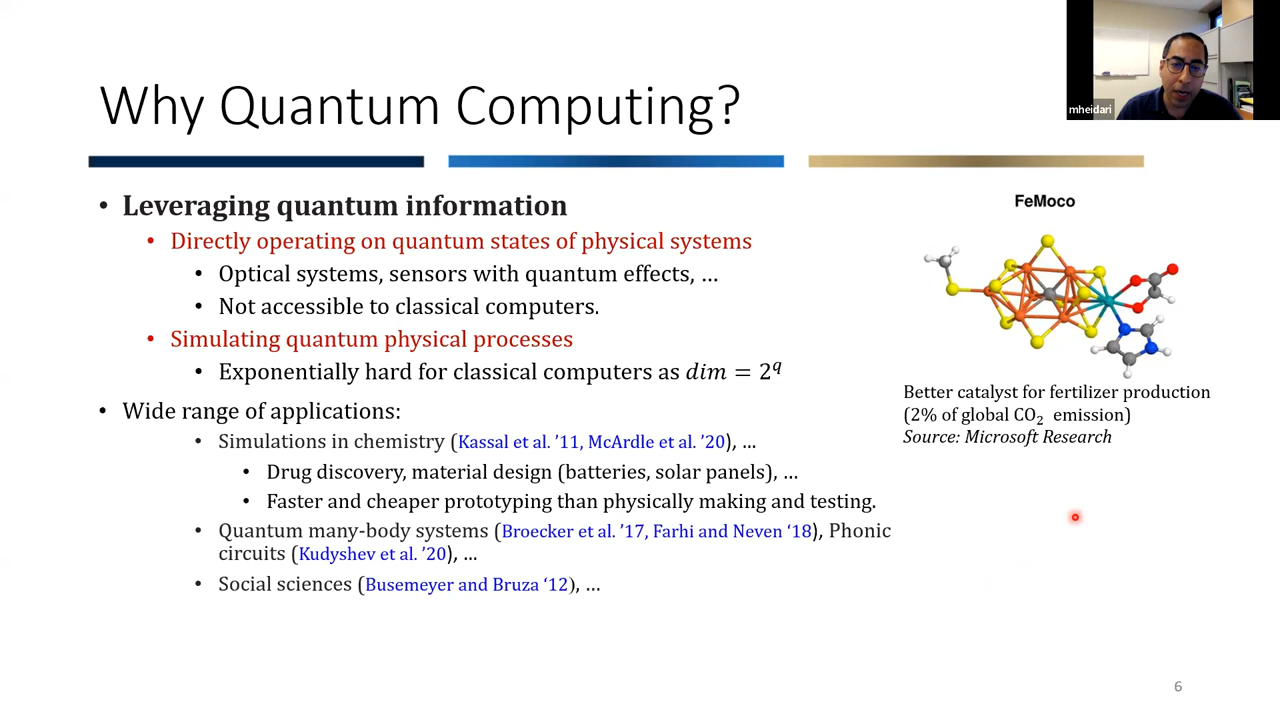 mheidari
Why Quantum Computing?
• Leveraging quantum information
• Directly operating on quantum states of physical systems
• Optical systems, sensors with quantum effects, …
• Not accessible to classical computers.
• Simulating quantum physical processes
• Exponentially hard for classical computers as dim = 2^q
• Wide range of applications:
• Simulations in chemistry (Kassal et al. ’11, McArdle et al. ’20), …
• Drug discovery, material design (batteries, solar panels), …
• Faster and cheaper prototyping than physically making and testing.
• Quantum many-body systems (Broecker et al. ’17, Farhi and Neven ‘18), Phonic
circuits (Kudyshev et al. ’20), …
• Social sciences (Busemeyer and Bruza ‘12), …
FeMoco
Better catalyst for fertilizer production
(2% of global CO₂ emission)
Source: Microsoft Research
6